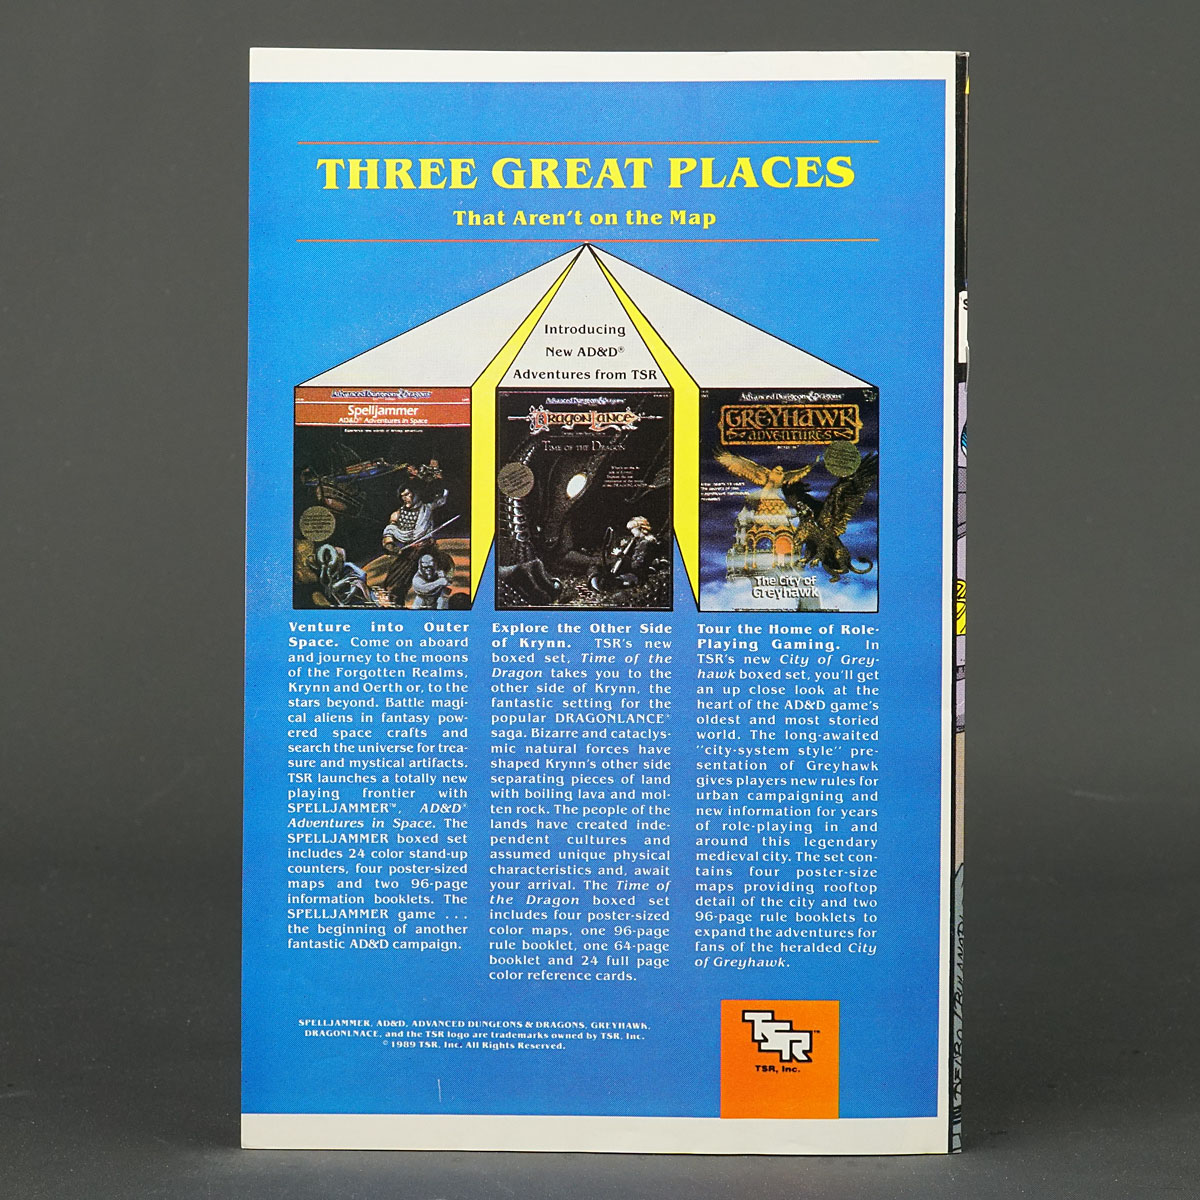 THREE GREAT PLACES
That Aren't on the Map
Introducing
New AD&D®
Adventures from TSR
Advanced Dungeons & Dragons
Spelljammer
AD&D® Adventures in Space
Advanced Dungeons & Dragons
DRAGONLANCE
TIME OF THE DRAGON
Advanced Dungeons & Dragons
GREYHAWK
ADVENTURES
The City of
Greyhawk
Venture into Outer
Space. Come on aboard
and journey to the moons
of the Forgotten Realms,
Krynn and Oerth or, to the
stars beyond. Battle magi-
cal aliens in fantasy pow-
ered space crafts and
search the universe for trea-
sure and mystical artifacts.
TSR launches a totally new
playing frontier with
SPELLJAMMER™. AD&D®
Adventures in Space. The
SPELLJAMMER boxed set
includes 24 color stand-up
counters, four poster-sized
maps and two 96-page
information booklets. The
SPELLJAMMER game . . .
the beginning of another
fantastic AD&D campaign.
Explore the Other Side
of Krynn. TSR's new
boxed set, Time of the
Dragon takes you to the
other side of Krynn, the
fantastic setting for the
popular DRAGONLANCE®
saga. Bizarre and cataclys-
mic natural forces have
shaped Krynn's other side
separating pieces of land
with boiling lava and mol-
ten rock. The people of the
lands have created inde-
pendent cultures and
assumed unique physical
characteristics and, await
your arrival. The Time of
the Dragon boxed set
includes four poster-sized
color maps, one 96-page
rule booklet, one 64-page
booklet and 24 full page
color reference cards.
Tour the Home of Role-
Playing Gaming. In
TSR's new City of Grey-
hawk boxed set, you'll get
an up close look at the
heart of the AD&D game's
oldest and most storied
world. The long-awaited
"city-system style" pre-
sentation of Greyhawk
gives players new rules for
urban campaigning and
new information for years
of role-playing in and
around this legendary
medieval city. The set con-
tains four poster-size
maps providing rooftop
detail of the city and two
96-page rule booklets to
expand the adventures for
fans of the heralded City
of Greyhawk.
SPELLJAMMER, AD&D, ADVANCED DUNGEONS & DRAGONS, GREYHAWK,
DRAGONLNACE, and the TSR logo are trademarks owned by TSR, Inc.
©1989 TSR, Inc. All Rights Reserved.
TSR™
TSR, Inc.